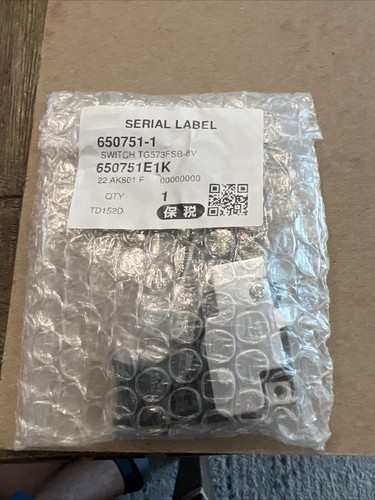 SERIAL LABEL
650751-1
SWITCH TG573FSB-8V
650751E1K
22 AK801 F 00000000
QTY 1
TD152D 保税